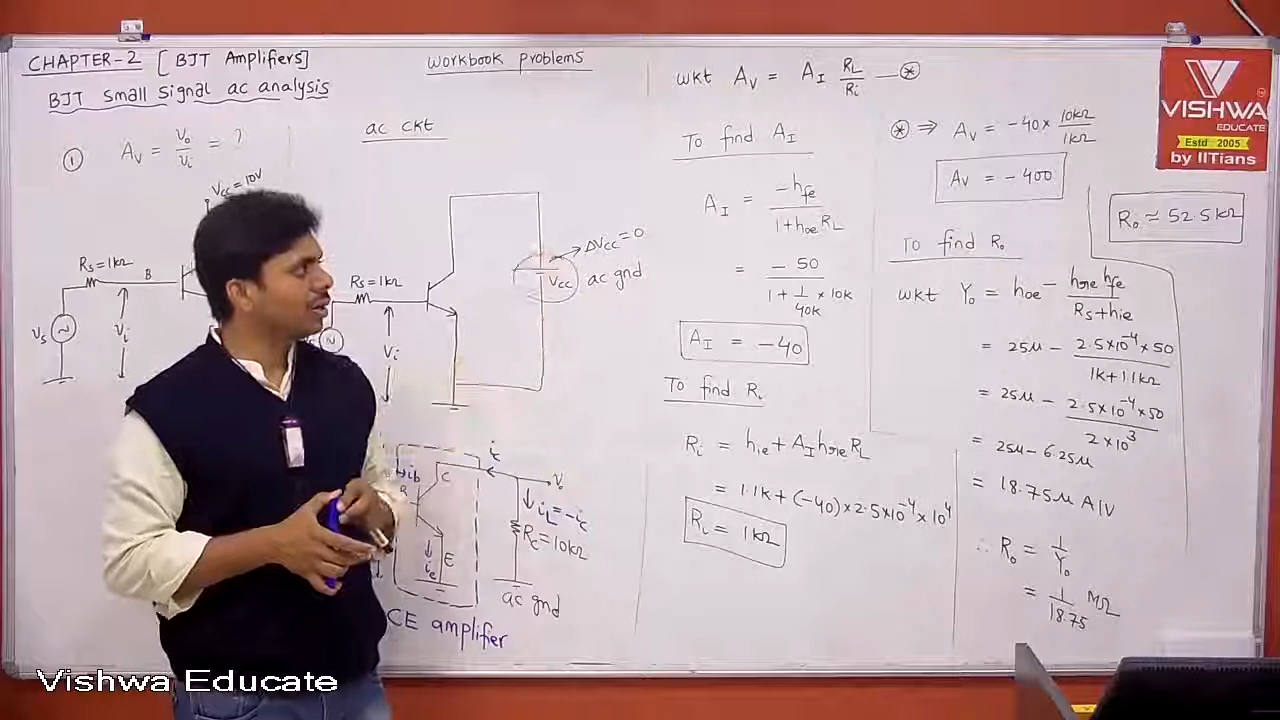 CHAPTER-2 [BJT Amplifiers]
BJT small signal ac analysis
workbook problems
① Av = Vo/Vi = ?
VCC = 10V
Rs=1kΩ
B
Vs
Vi
ac ckt
Rs=1kΩ
Vi
VCC
ΔVCC=0
ac gnd
ib
C
E
ie
ic
Vo
iL=-ic
RC=10kΩ
ac gnd
CE amplifier
wkt Av = AI RL/Ri —⊛
To find AI
AI = -hfe/(1+hoe RL)
= -50/(1+1/40K×10K)
AI = -40
To find Ri
Ri = hie + AI hre RL
= 1.1k+(-40)×2.5×10⁻⁴×10⁴
Ri = 1kΩ
⊛ ⇒ Av = -40× 10kΩ/1kΩ
Av = -400
To find Ro
wkt Yo = hoe - hre hfe/(Rs+hie)
= 25μ - 2.5×10⁻⁴×50/(1K+1.1kΩ)
= 25μ - 2.5×10⁻⁴×50/(2×10³)
= 25μ-6.25μ
= 18.75μ A/V
∴ Ro = 1/Yo
= 1/18.75 MΩ
Ro ≈ 52.5kΩ
VISHWA
EDUCATE
Estd 2005
by IITians
Vishwa Educate